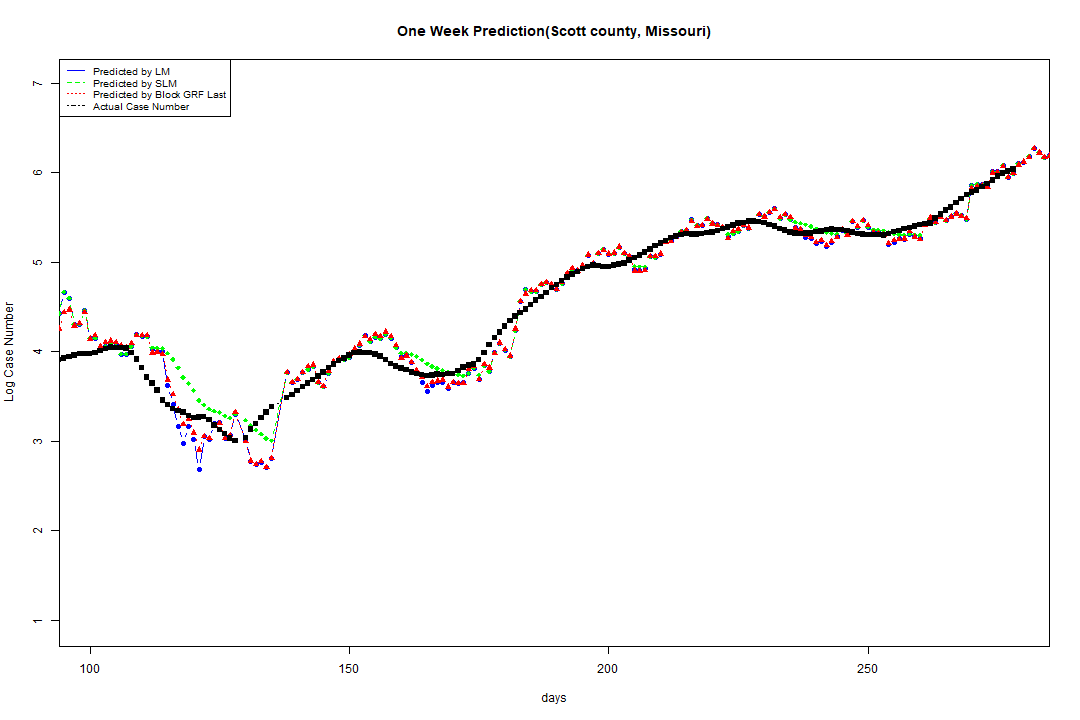 One Week Prediction(Scott county, Missouri)
Predicted by LM
Predicted by SLM
Predicted by Block GRF Last
Actual Case Number
7
6
5
4
3
2
1
Log Case Number
100 150 200 250
days